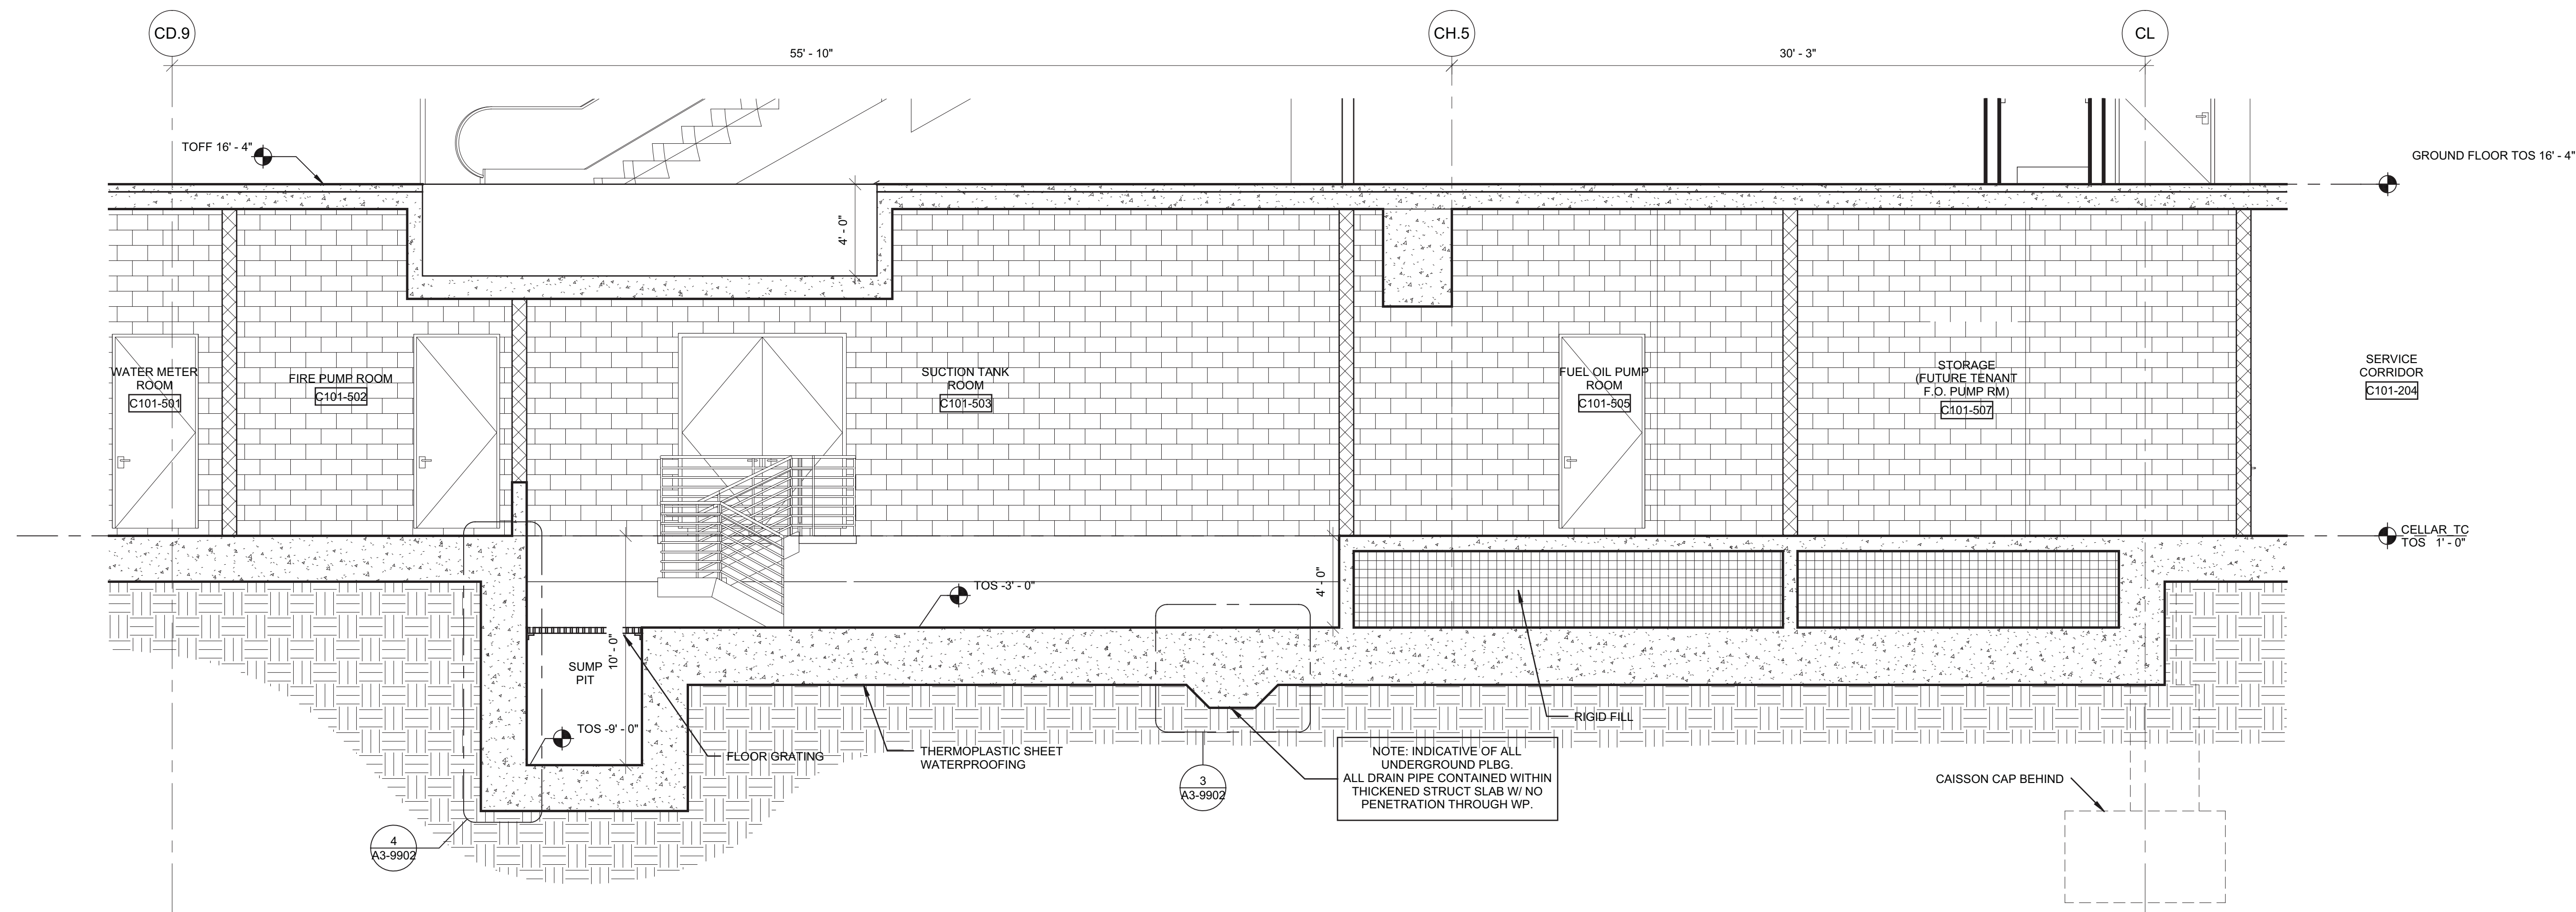 CD.9
CH.5
CL
55' - 10"
30' - 3"
TOFF 16' - 4"
GROUND FLOOR TOS 16' - 4"
4' - 0"
WATER METER
ROOM
C101-501
FIRE PUMP ROOM
C101-502
SUCTION TANK
ROOM
C101-503
FUEL OIL PUMP
ROOM
C101-505
STORAGE
(FUTURE TENANT
F.O. PUMP RM)
C101-507
SERVICE
CORRIDOR
C101-204
CELLAR TC
TOS 1' - 0"
TOS -3' - 0"
4' - 0"
10' - 0"
SUMP
PIT
TOS -9' - 0"
FLOOR GRATING
THERMOPLASTIC SHEET
WATERPROOFING
RIGID FILL
NOTE: INDICATIVE OF ALL
UNDERGROUND PLBG.
ALL DRAIN PIPE CONTAINED WITHIN
THICKENED STRUCT SLAB W/ NO
PENETRATION THROUGH WP.
3
A3-9902
CAISSON CAP BEHIND
4
A3-9902